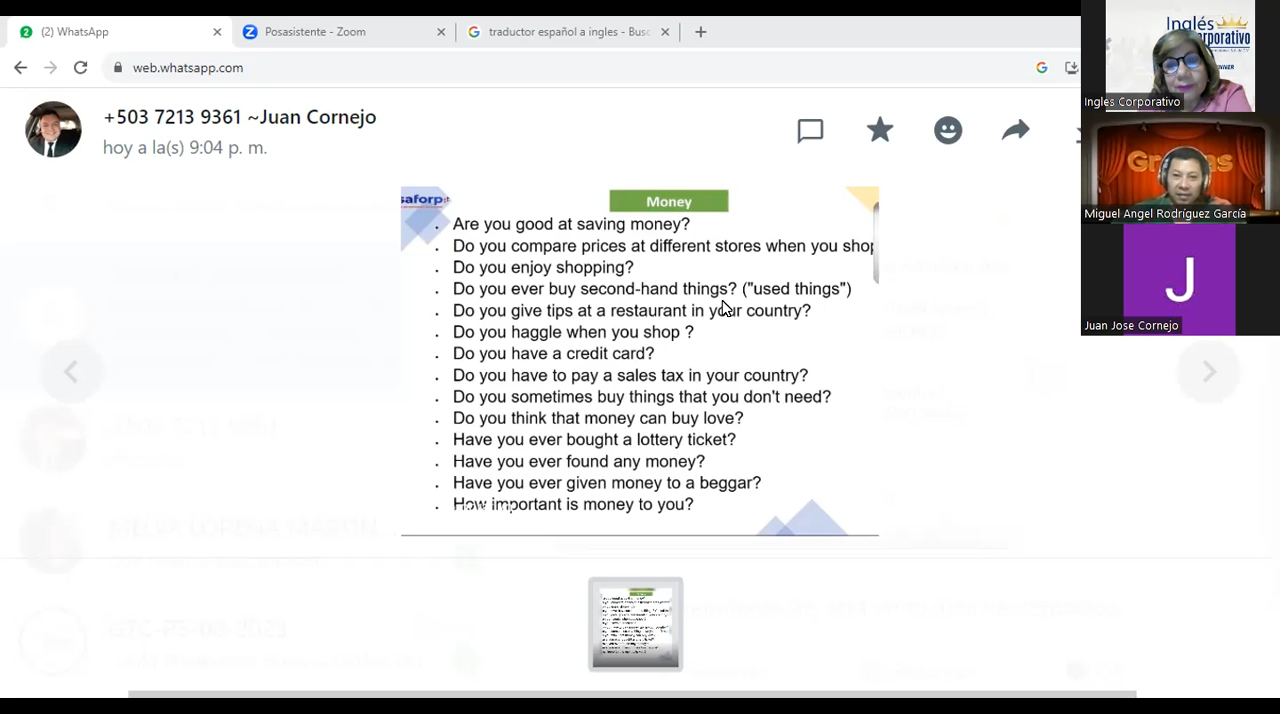 (2) WhatsApp
Posasistente - Zoom
traductor español a ingles - Bus
web.whatsapp.com
+503 7213 9361 ~Juan Cornejo
hoy a la(s) 9:04 p. m.
saforp
Money
Are you good at saving money?
Do you compare prices at different stores when you shop
Do you enjoy shopping?
Do you ever buy second-hand things? ("used things")
Do you give tips at a restaurant in your country?
Do you haggle when you shop ?
Do you have a credit card?
Do you have to pay a sales tax in your country?
Do you sometimes buy things that you don't need?
Do you think that money can buy love?
Have you ever bought a lottery ticket?
Have you ever found any money?
Have you ever given money to a beggar?
How important is money to you?
Inglés
Corporativo
Ingles Corporativo
Miguel Angel Rodríguez García
J
Juan Jose Cornejo